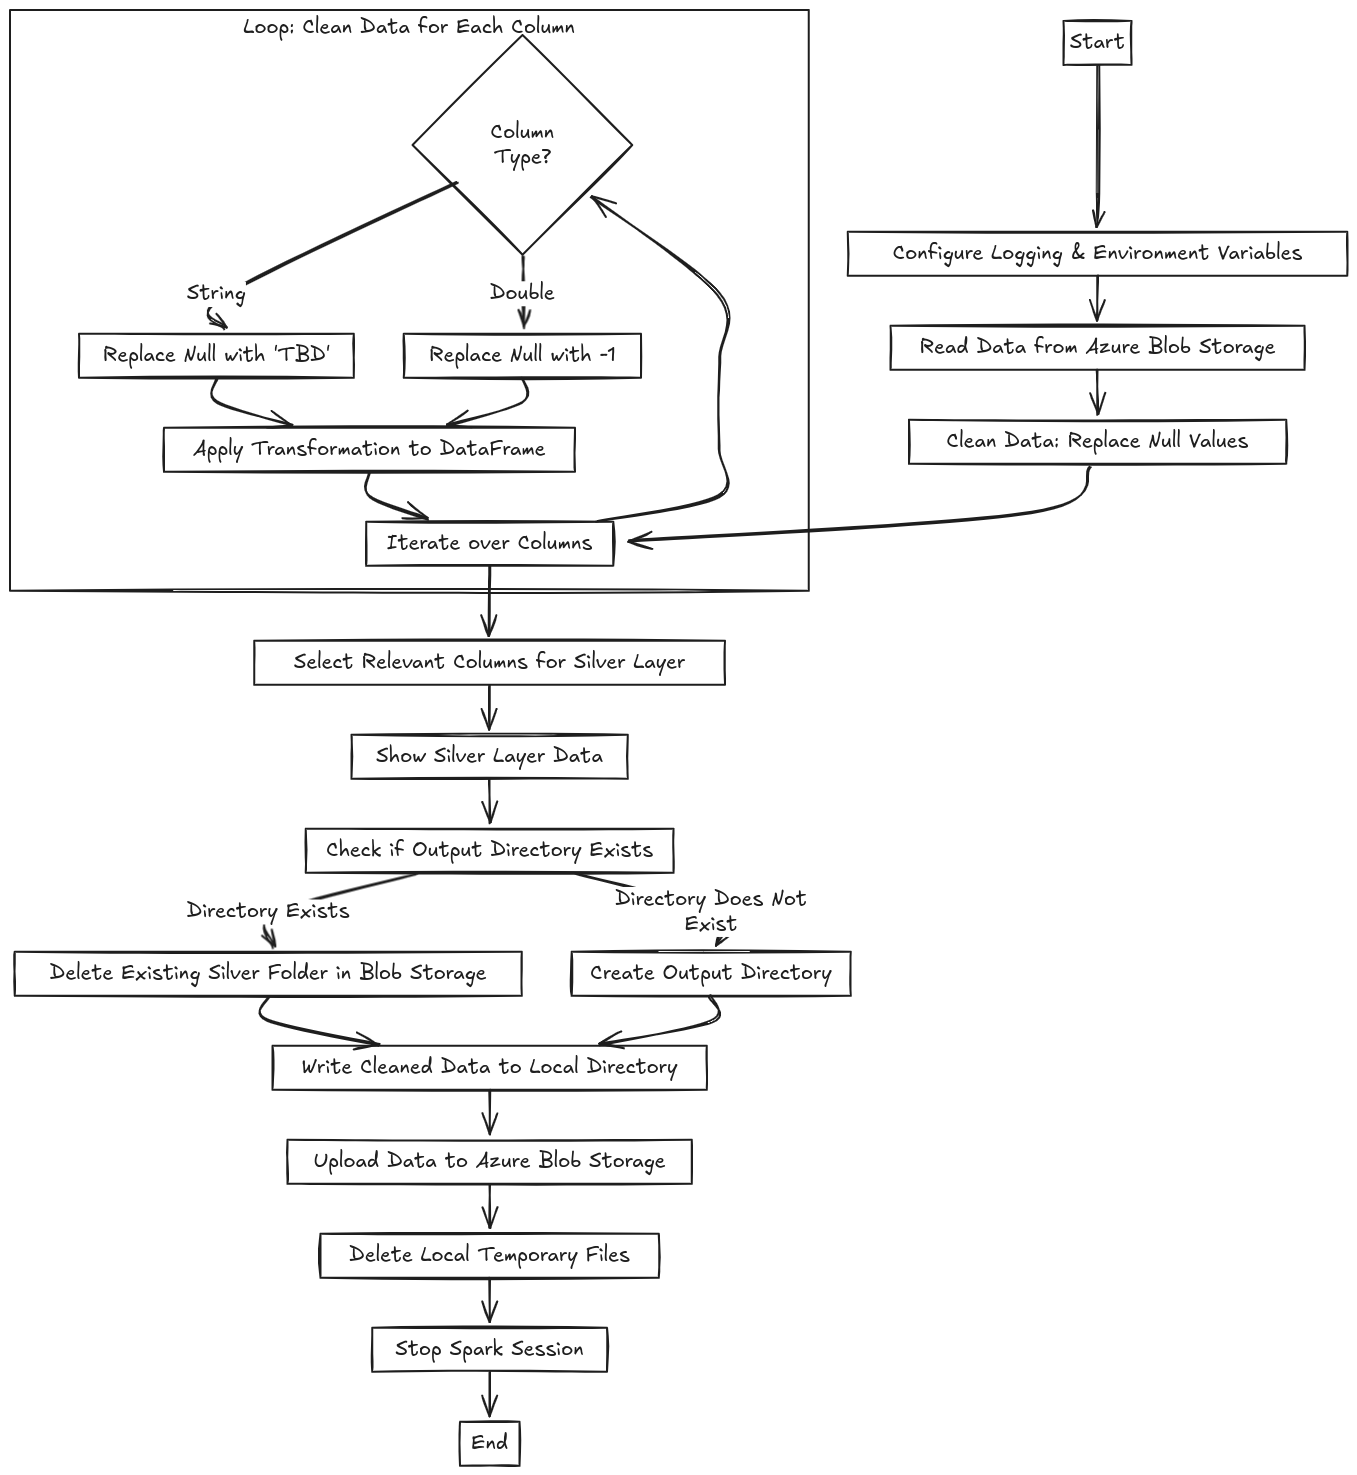 Loop: Clean Data for Each Column
Start
Column
Type?
Configure Logging & Environment Variables
String
Double
Read Data from Azure Blob Storage
Replace Null with 'TBD'
Replace Null with -1
Clean Data: Replace Null Values
Apply Transformation to DataFrame
Iterate over Columns
Select Relevant Columns for Silver Layer
Show Silver Layer Data
Check if Output Directory Exists
Directory Exists
Directory Does Not
Exist
Delete Existing Silver Folder in Blob Storage
Create Output Directory
Write Cleaned Data to Local Directory
Upload Data to Azure Blob Storage
Delete Local Temporary Files
Stop Spark Session
End